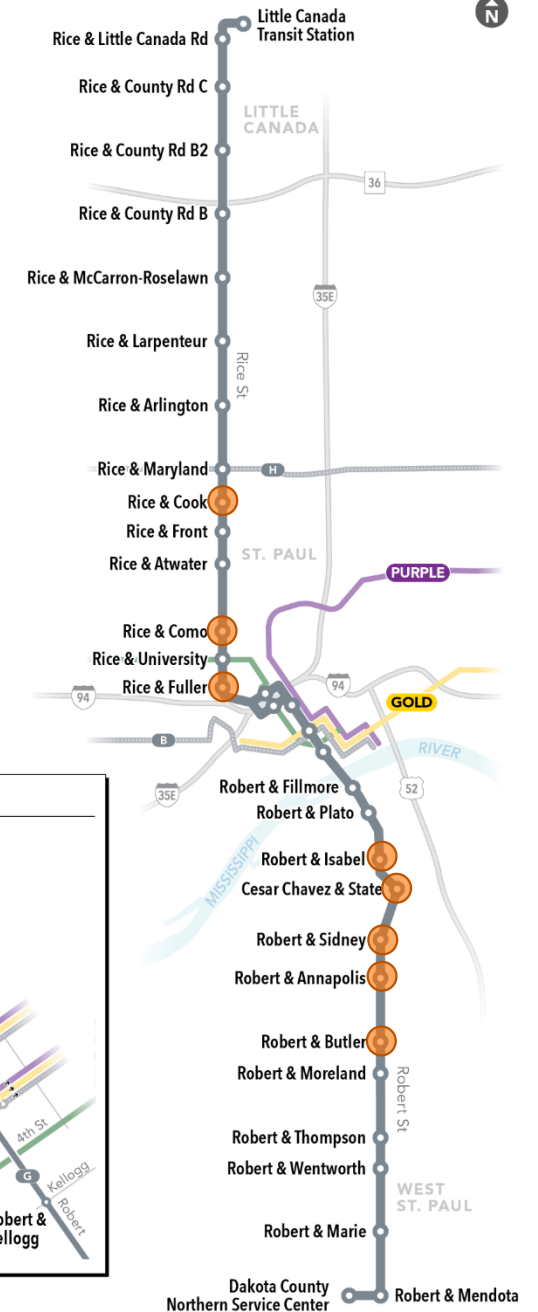 N
Little Canada
Transit Station
Rice & Little Canada Rd
Rice & County Rd C
LITTLE
CANADA
Rice & County Rd B2
36
Rice & County Rd B
Rice & McCarron-Roselawn
35E
Rice & Larpenteur
Rice St
Rice & Arlington
Rice & Maryland
H
Rice & Cook
Rice & Front
ST. PAUL
Rice & Atwater
PURPLE
Rice & Como
Rice & University
Rice & Fuller
94
94
GOLD
B
RIVER
35E
52
Robert & Fillmore
Robert & Plato
MISSISSIPPI
Robert & Isabel
Cesar Chavez & State
Robert & Sidney
Robert & Annapolis
Robert & Butler
Robert & Moreland
Robert St
Robert & Thompson
Robert & Wentworth
WEST
ST. PAUL
Robert & Marie
Dakota County
Northern Service Center
Robert & Mendota
4th St
G
Kellogg
Robert
obert &
ellogg